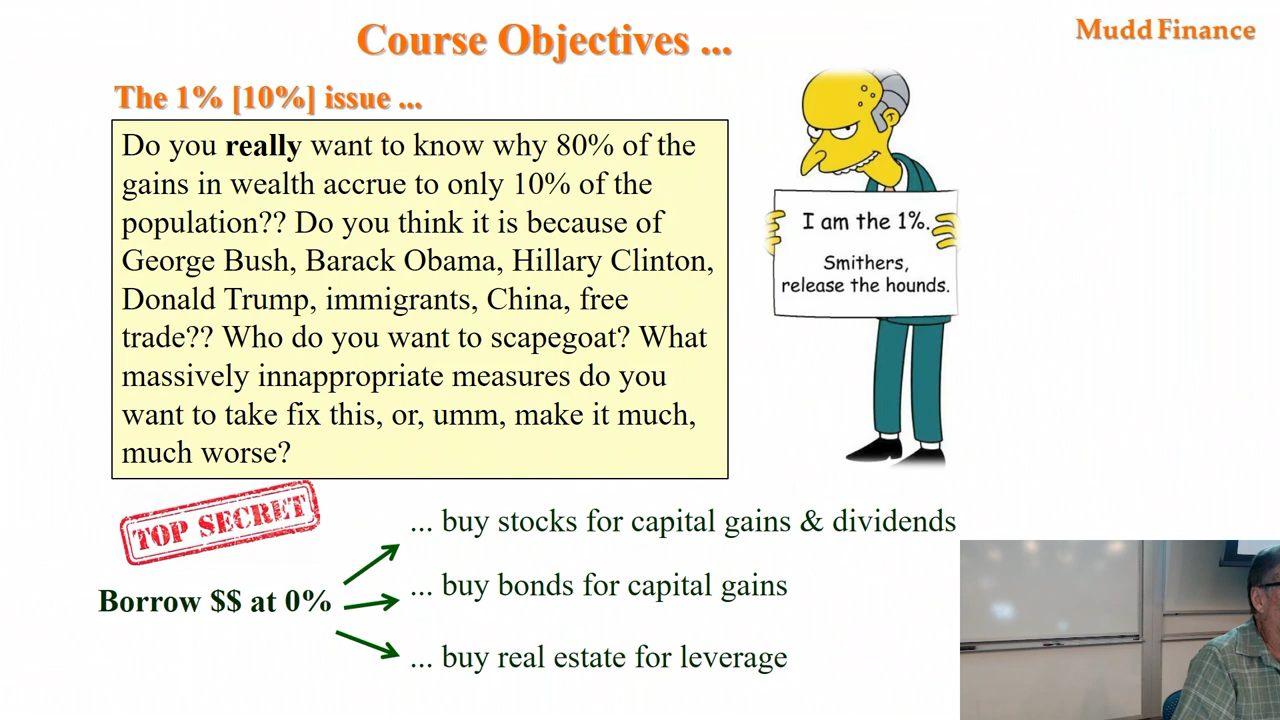 Course Objectives ...
Mudd Finance
The 1% [10%] issue ...
Do you really want to know why 80% of the
gains in wealth accrue to only 10% of the
population?? Do you think it is because of
George Bush, Barack Obama, Hillary Clinton,
Donald Trump, immigrants, China, free
trade?? Who do you want to scapegoat? What
massively innappropriate measures do you
want to take fix this, or, umm, make it much,
much worse?
I am the 1%.
Smithers,
release the hounds.
TOP SECRET
Borrow $$ at 0%
... buy stocks for capital gains & dividends
... buy bonds for capital gains
... buy real estate for leverage